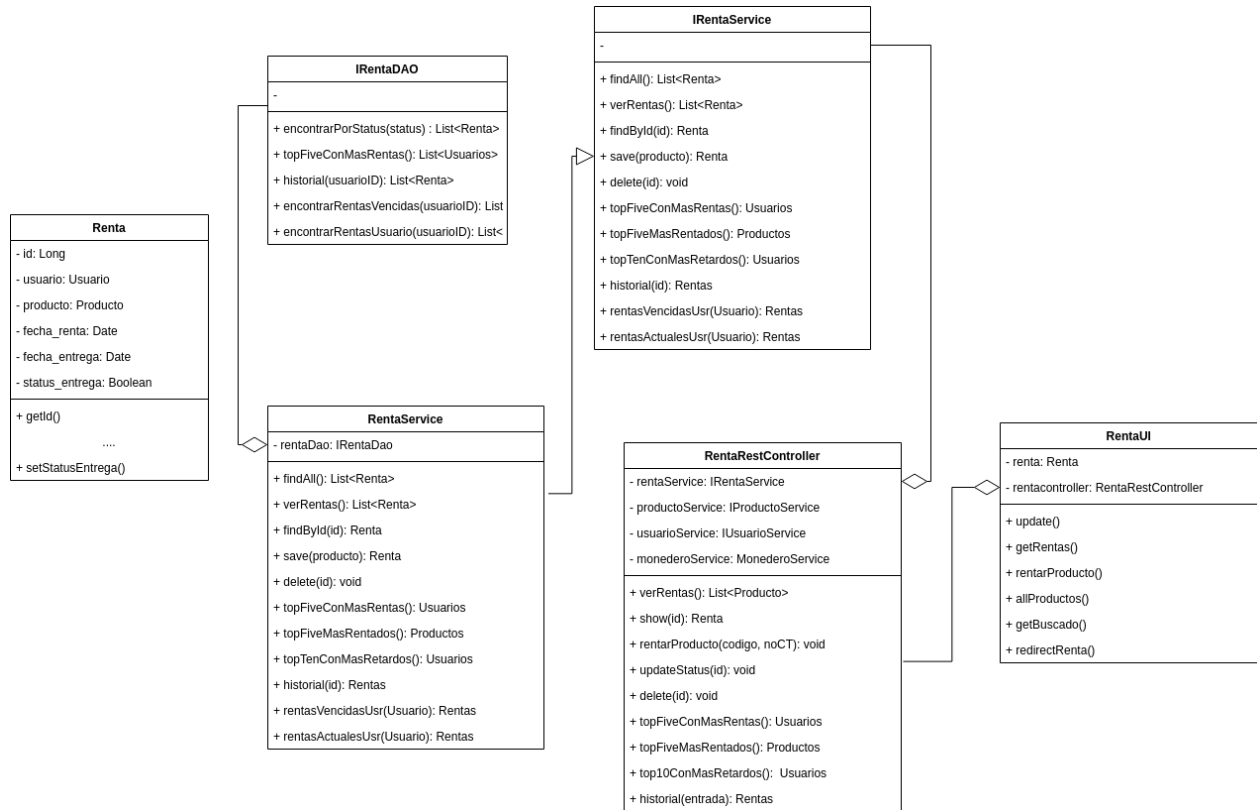 IRentaService
-
+ findAll(): List<Renta>
+ verRentas(): List<Renta>
+ findById(id): Renta
+ save(producto): Renta
+ delete(id): void
+ topFiveConMasRentas(): Usuarios
+ topFiveMasRentados(): Productos
+ topTenConMasRetardos(): Usuarios
+ historial(id): Rentas
+ rentasVencidasUsr(Usuario): Rentas
+ rentasActualesUsr(Usuario): Rentas
IRentaDAO
-
+ encontrarPorStatus(status) : List<Renta>
+ topFiveConMasRentas(): List<Usuarios>
+ historial(usuarioID): List<Renta>
+ encontrarRentasVencidas(usuarioID): List
+ encontrarRentasUsuario(usuarioID): List<
Renta
- id: Long
- usuario: Usuario
- producto: Producto
- fecha_renta: Date
- fecha_entrega: Date
- status_entrega: Boolean
+ getId()
....
+ setStatusEntrega()
RentaService
- rentaDao: IRentaDao
+ findAll(): List<Renta>
+ verRentas(): List<Renta>
+ findById(id): Renta
+ save(producto): Renta
+ delete(id): void
+ topFiveConMasRentas(): Usuarios
+ topFiveMasRentados(): Productos
+ topTenConMasRetardos(): Usuarios
+ historial(id): Rentas
+ rentasVencidasUsr(Usuario): Rentas
+ rentasActualesUsr(Usuario): Rentas
RentaRestController
- rentaService: IRentaService
- productoService: IProductoService
- usuarioService: IUsuarioService
- monederoService: MonederoService
+ verRentas(): List<Producto>
+ show(id): Renta
+ rentarProducto(codigo, noCT): void
+ updateStatus(id): void
+ delete(id): void
+ topFiveConMasRentas(): Usuarios
+ topFiveMasRentados(): Productos
+ top10ConMasRetardos(): Usuarios
+ historial(entrada): Rentas
RentaUI
- renta: Renta
- rentacontroller: RentaRestController
+ update()
+ getRentas()
+ rentarProducto()
+ allProductos()
+ getBuscado()
+ redirectRenta()